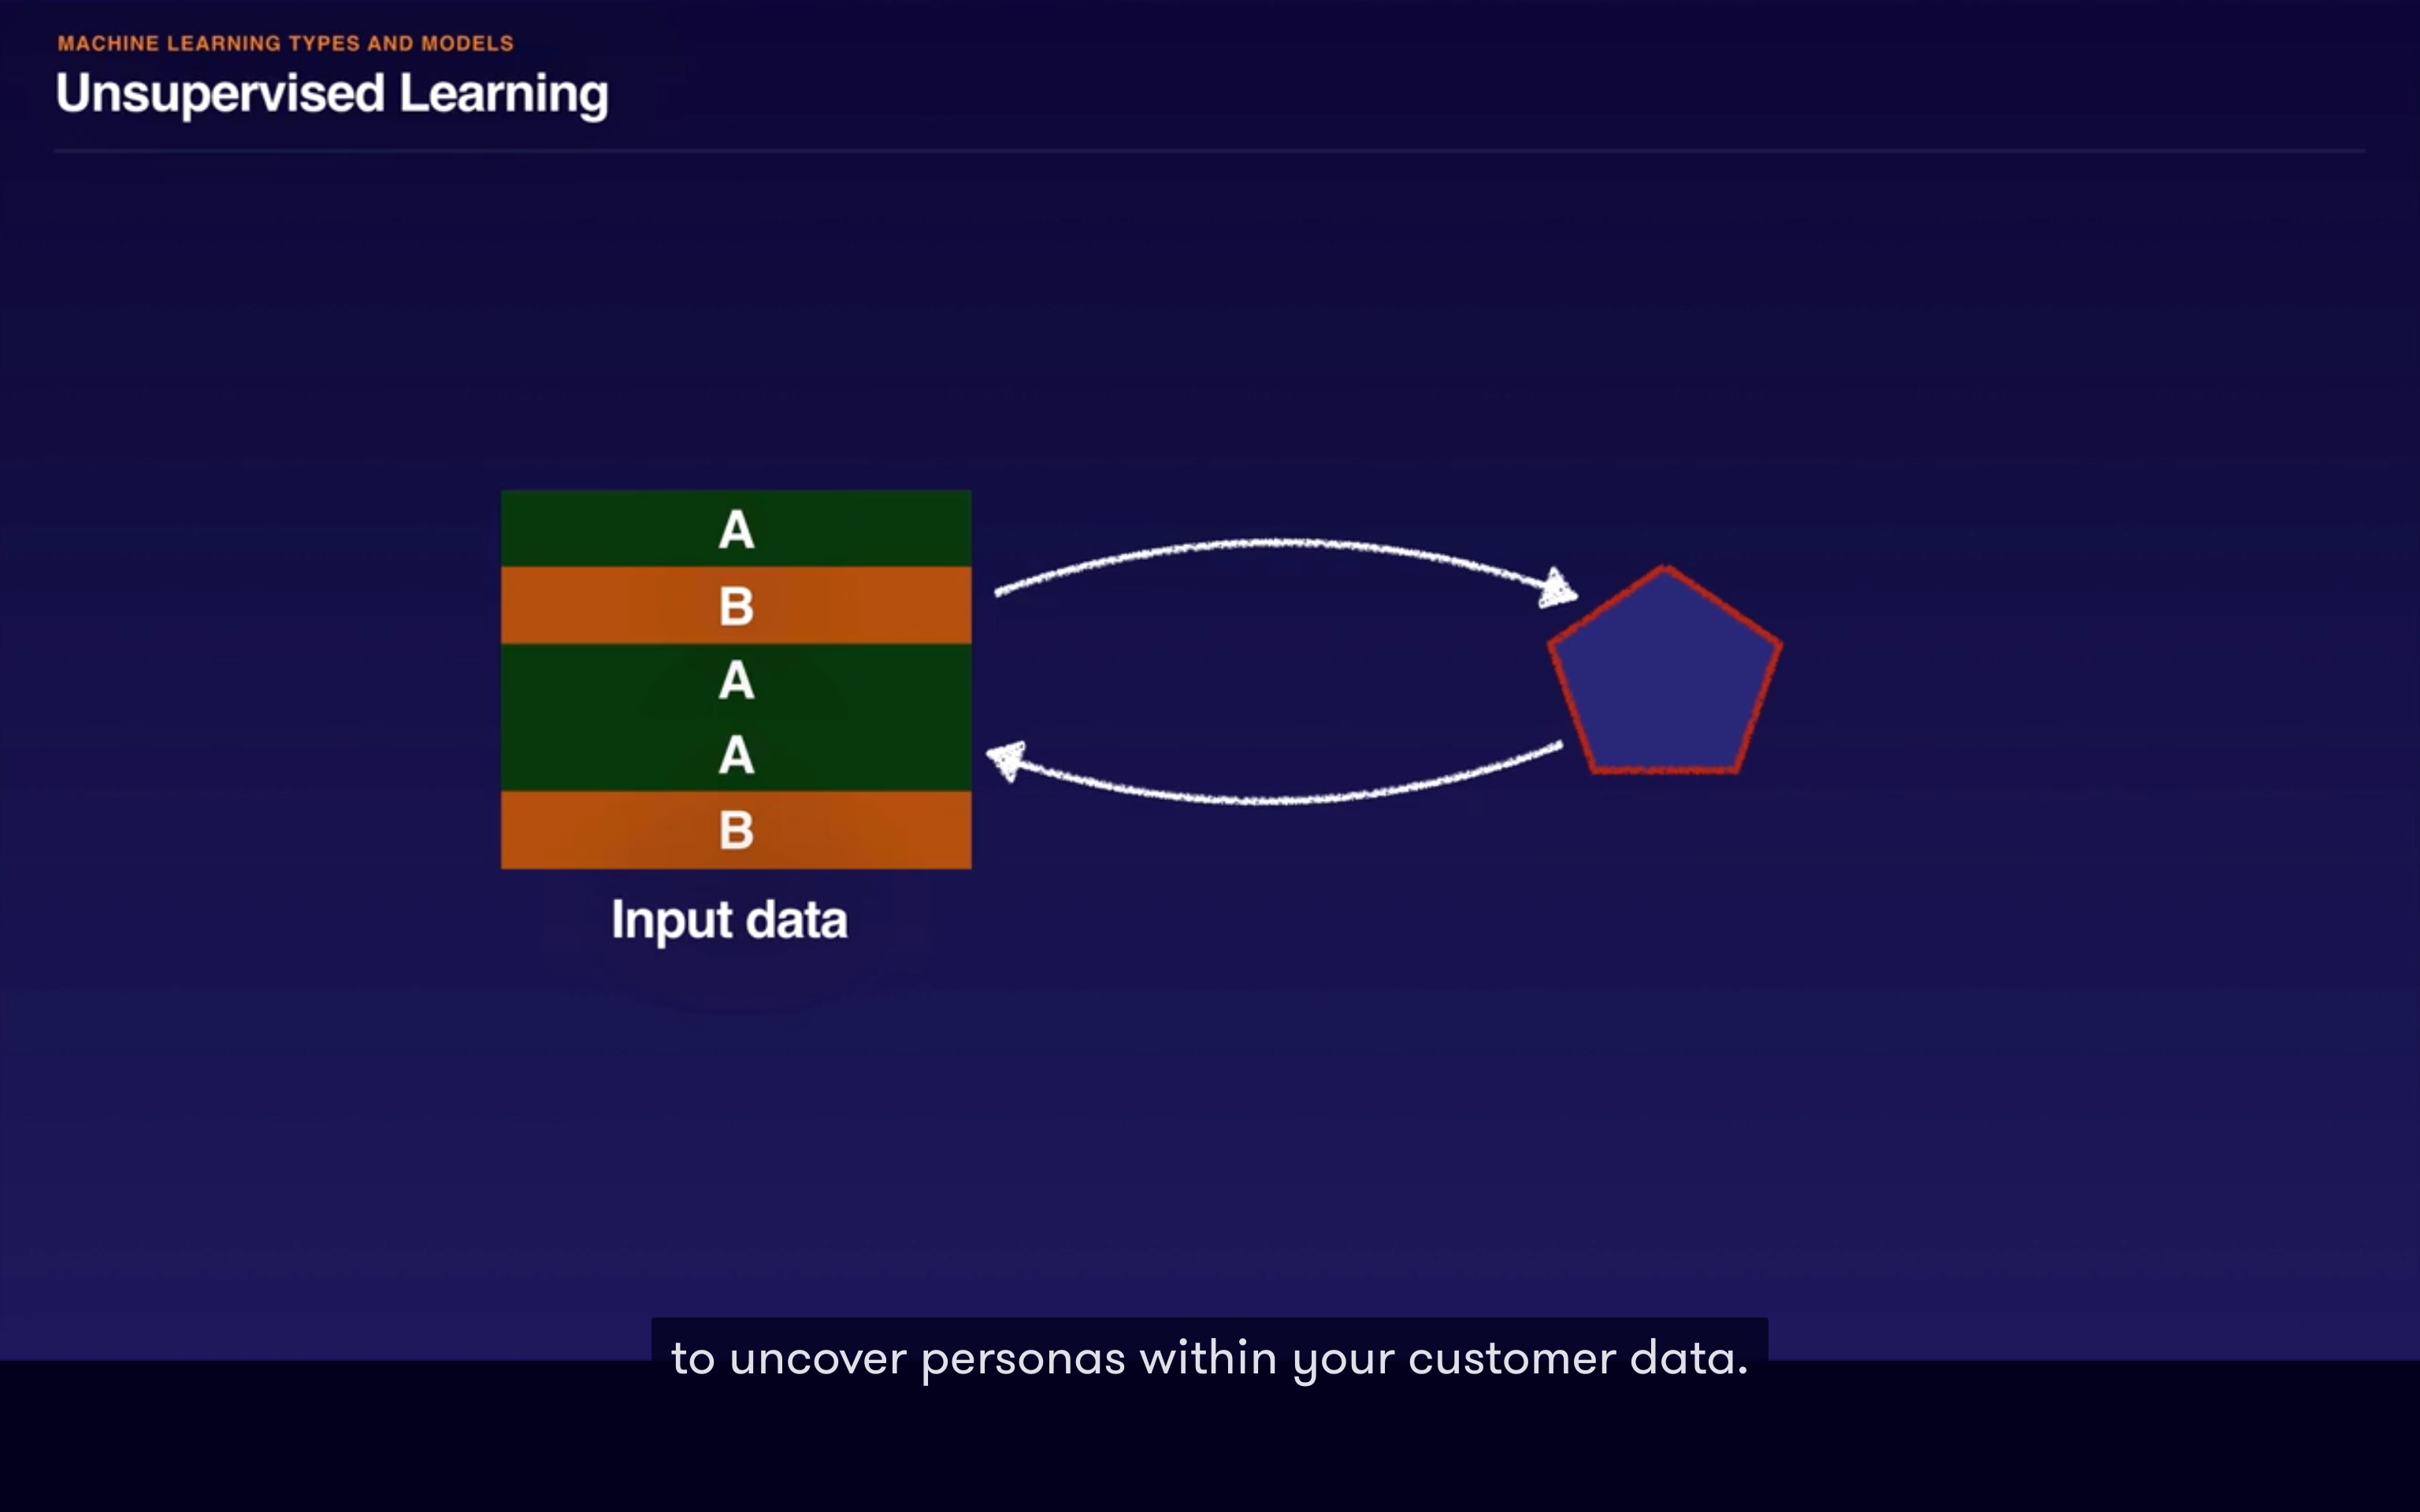 MACHINE LEARNING TYPES AND MODELS
Unsupervised Learning
A
B
A
A
B
Input data
to uncover personas within your customer data.